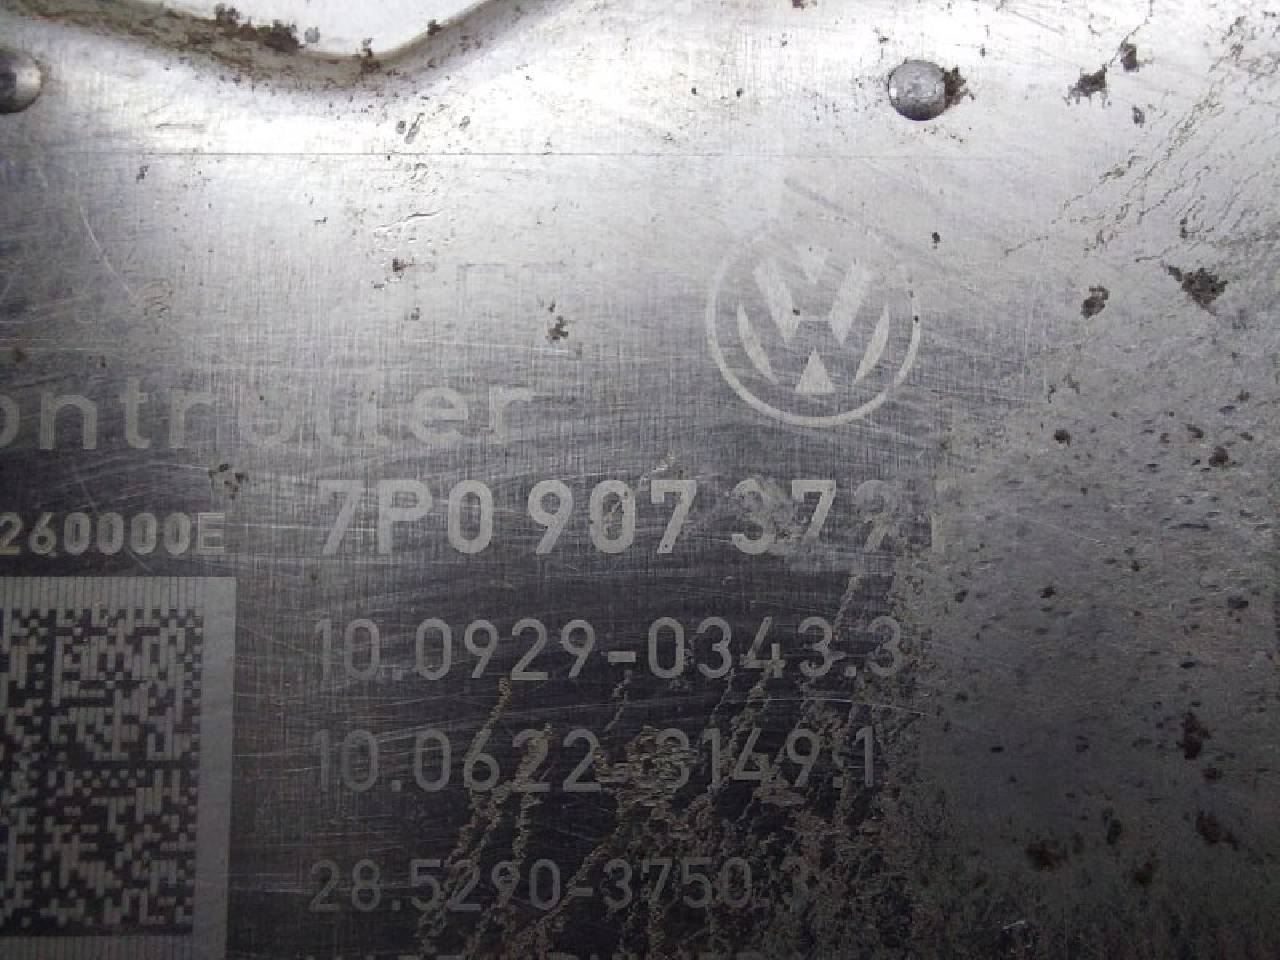 ontroller
260000E
7P0 907 379
10.0929-0343.3
10.0622-3149.1
28.5290-3750.3